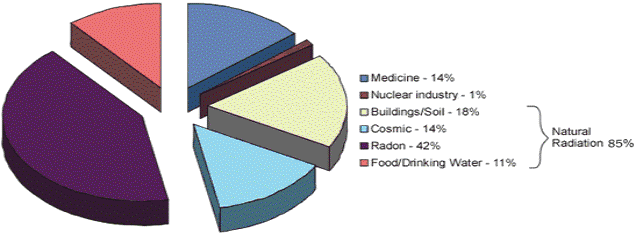 Medicine - 14%
Nuclear industry - 1%
Buildings/Soil - 18%
Cosmic - 14%
Radon - 42%
Food/Drinking Water - 11%
Natural
Radiation 85%